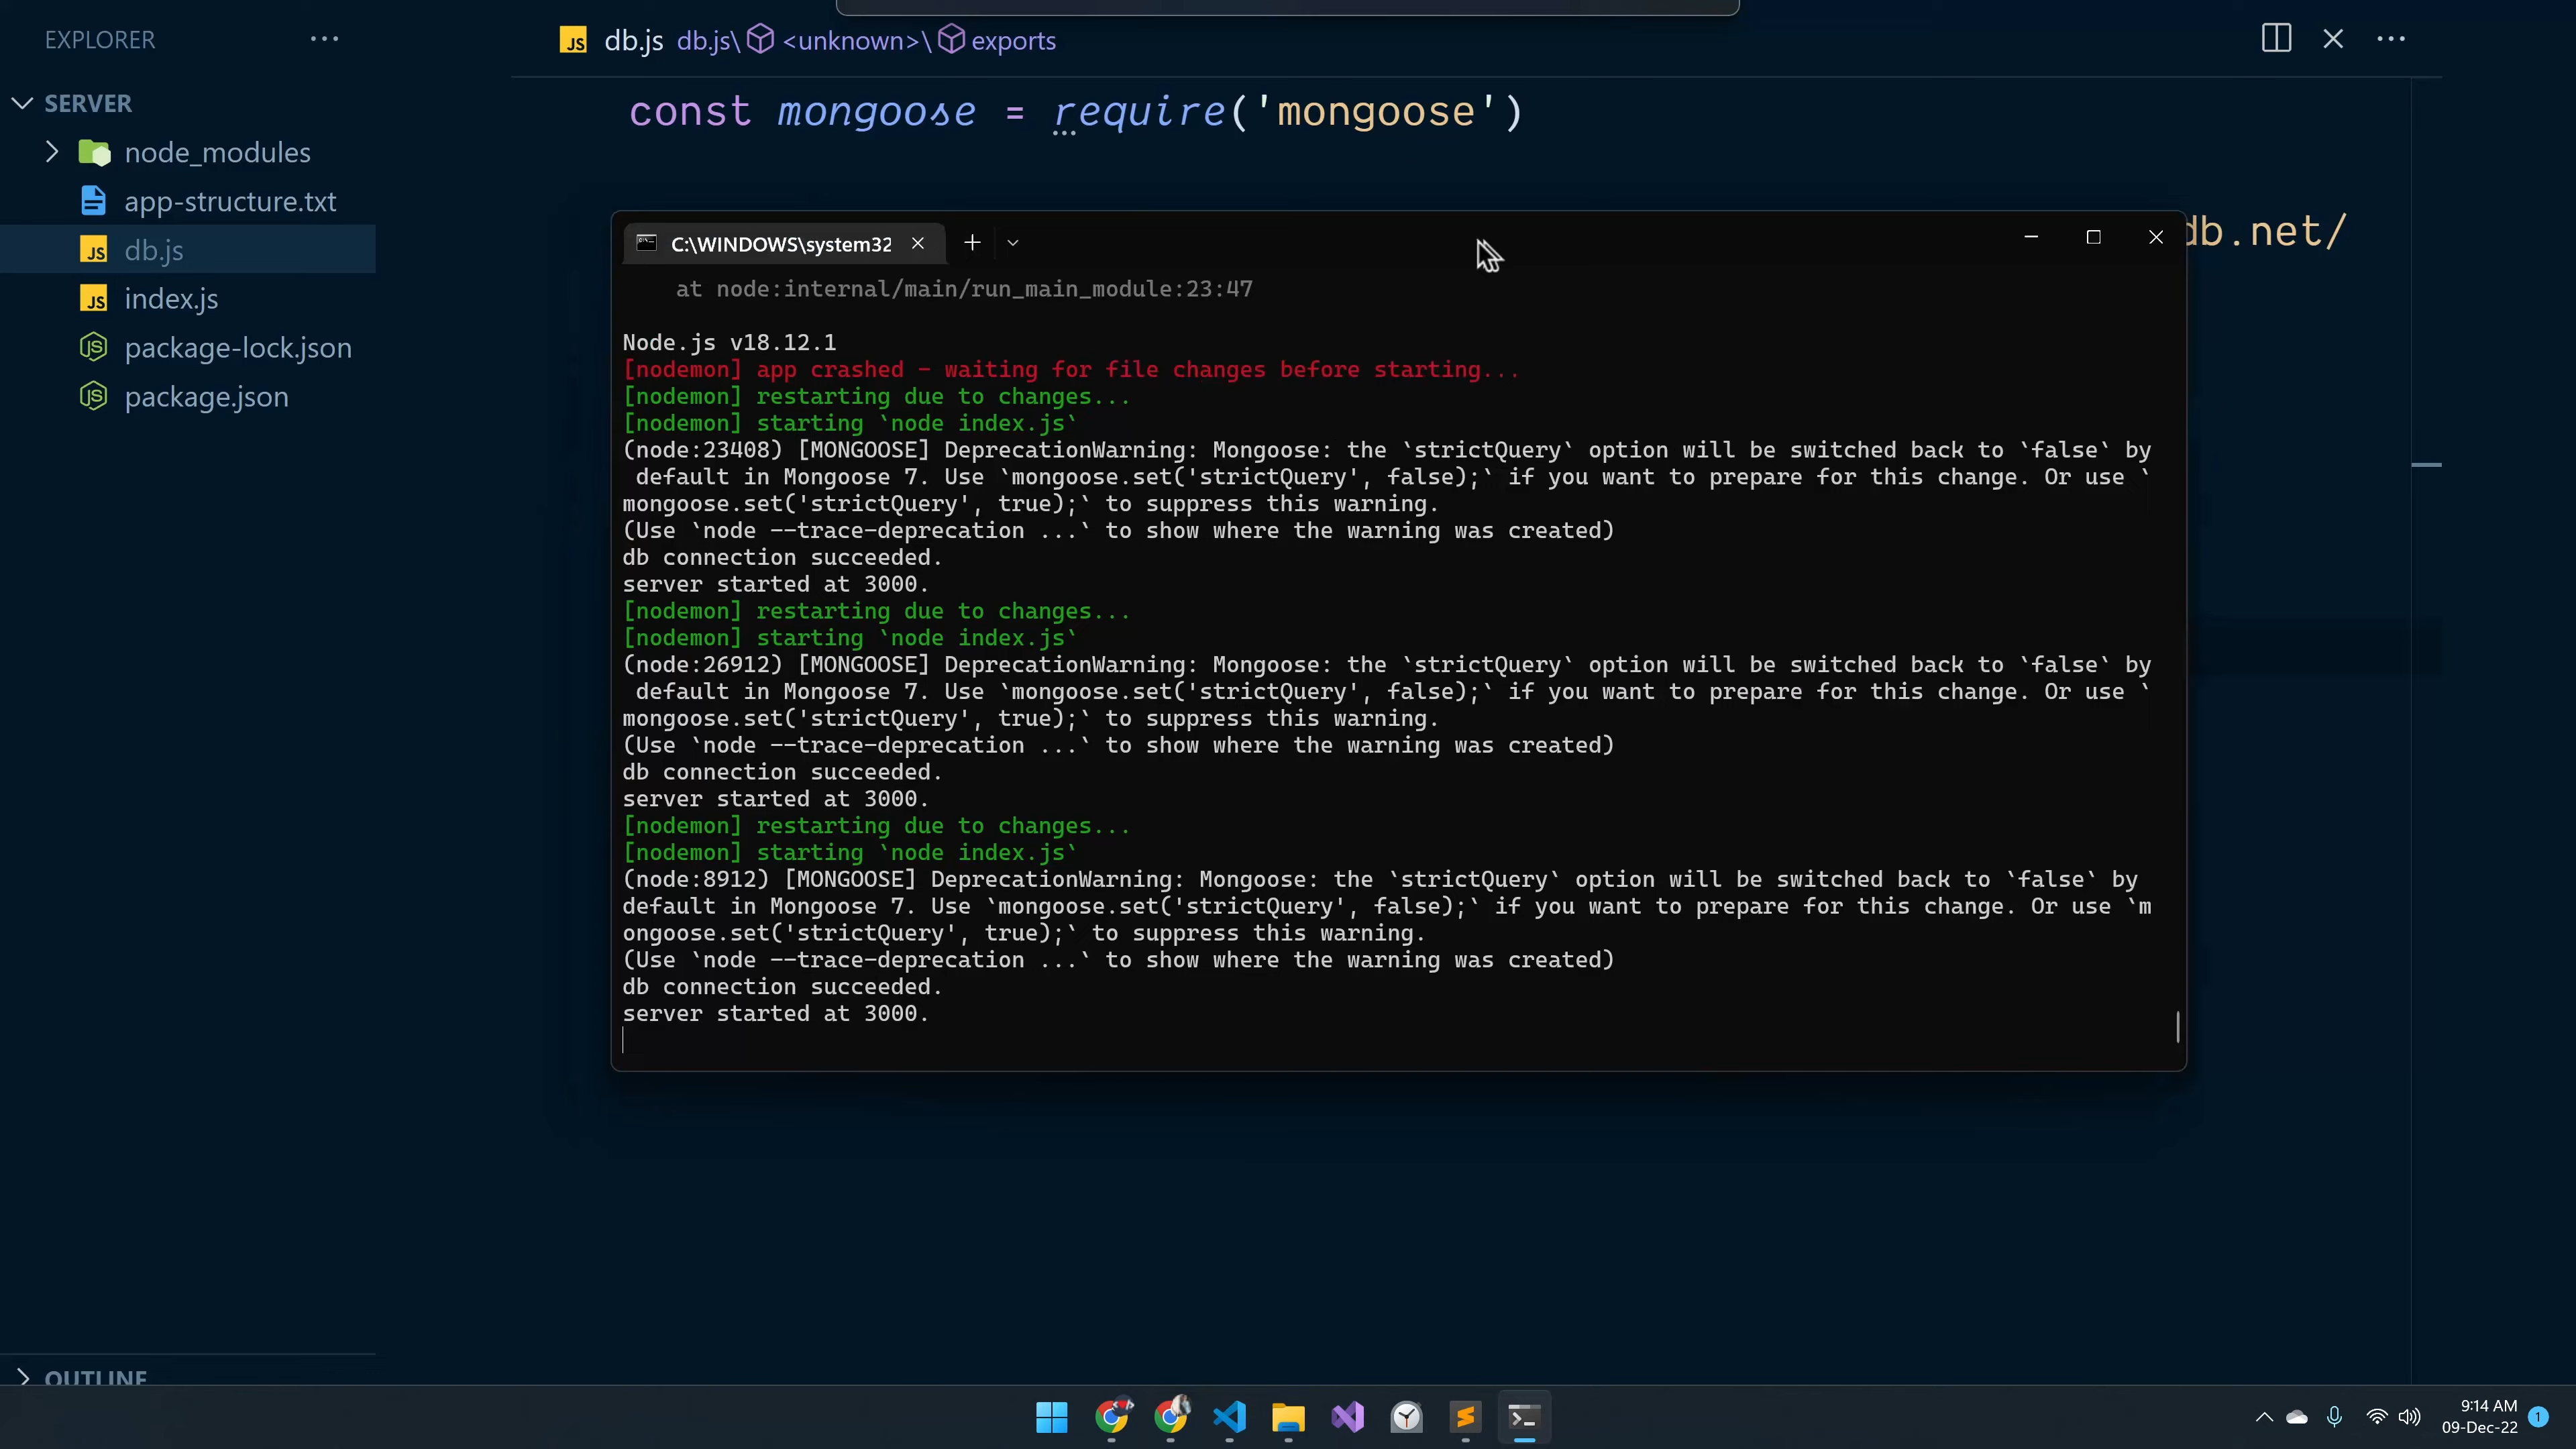 EXPLORER
SERVER
node_modules
app-structure.txt
db.js
index.js
package-lock.json
package.json
OUTLINE
db.js db.js\ <unknown>\ exports
const mongoose = require('mongoose')
db.net/
C:\WINDOWS\system32
at node:internal/main/run_main_module:23:47
Node.js v18.12.1
[nodemon] app crashed - waiting for file changes before starting...
[nodemon] restarting due to changes...
[nodemon] starting `node index.js`
(node:23408) [MONGOOSE] DeprecationWarning: Mongoose: the `strictQuery` option will be switched back to `false` by
default in Mongoose 7. Use `mongoose.set('strictQuery', false);` if you want to prepare for this change. Or use `
mongoose.set('strictQuery', true);` to suppress this warning.
(Use `node --trace-deprecation ...` to show where the warning was created)
db connection succeeded.
server started at 3000.
[nodemon] restarting due to changes...
[nodemon] starting `node index.js`
(node:26912) [MONGOOSE] DeprecationWarning: Mongoose: the `strictQuery` option will be switched back to `false` by
default in Mongoose 7. Use `mongoose.set('strictQuery', false);` if you want to prepare for this change. Or use `
mongoose.set('strictQuery', true);` to suppress this warning.
(Use `node --trace-deprecation ...` to show where the warning was created)
db connection succeeded.
server started at 3000.
[nodemon] restarting due to changes...
[nodemon] starting `node index.js`
(node:8912) [MONGOOSE] DeprecationWarning: Mongoose: the `strictQuery` option will be switched back to `false` by
default in Mongoose 7. Use `mongoose.set('strictQuery', false);` if you want to prepare for this change. Or use `m
ongoose.set('strictQuery', true);` to suppress this warning.
(Use `node --trace-deprecation ...` to show where the warning was created)
db connection succeeded.
server started at 3000.
9:14 AM
09-Dec-22
1